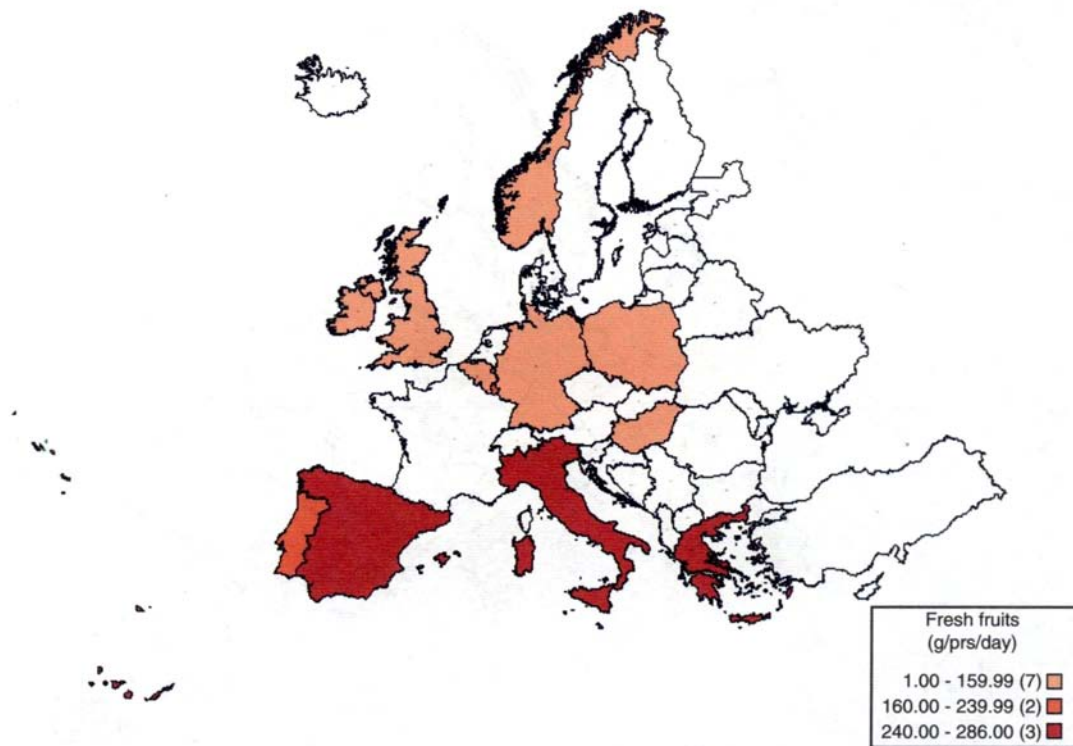 Fresh fruits
(g/prs/day)
1.00 - 159.99 (7)
160.00 - 239.99 (2)
240.00 - 286.00 (3)